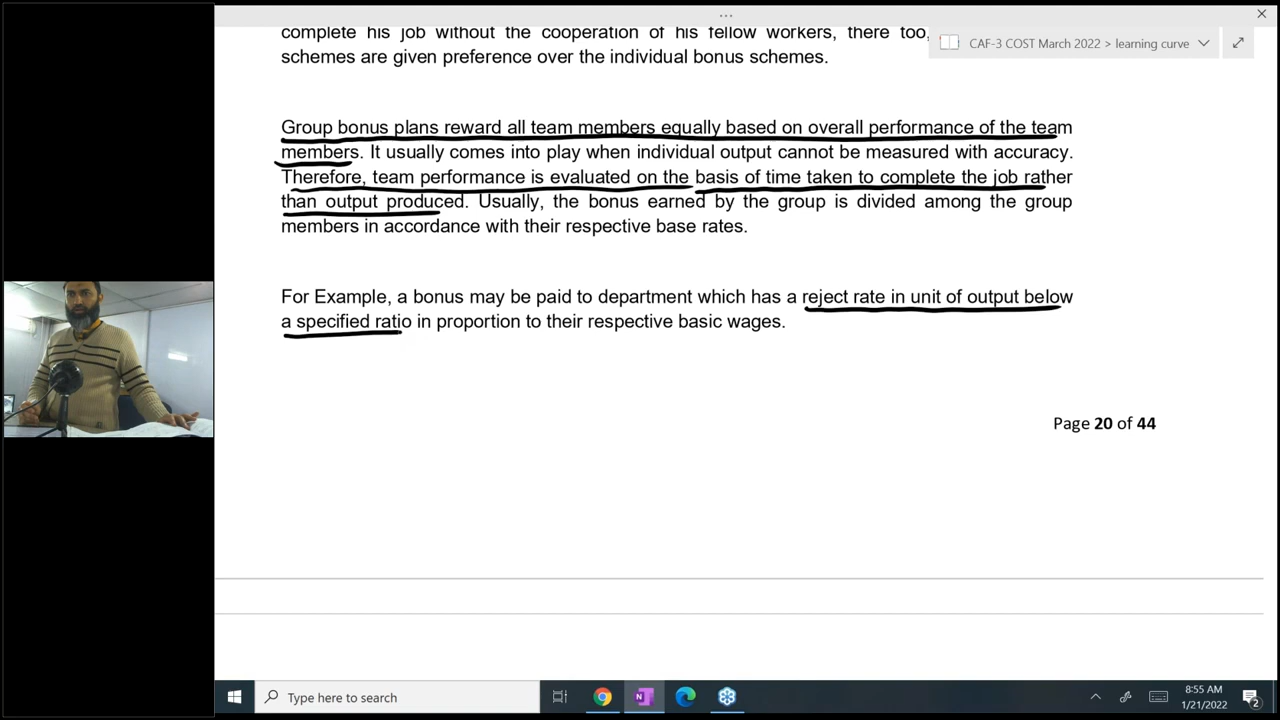 complete his job without the cooperation of his fellow workers, there too,
schemes are given preference over the individual bonus schemes.
CAF-3 COST March 2022 > learning curve
Group bonus plans reward all team members equally based on overall performance of the team
members. It usually comes into play when individual output cannot be measured with accuracy.
Therefore, team performance is evaluated on the basis of time taken to complete the job rather
than output produced. Usually, the bonus earned by the group is divided among the group
members in accordance with their respective base rates.
For Example, a bonus may be paid to department which has a reject rate in unit of output below
a specified ratio in proportion to their respective basic wages.
Page 20 of 44
Type here to search
8:55 AM
1/21/2022
2